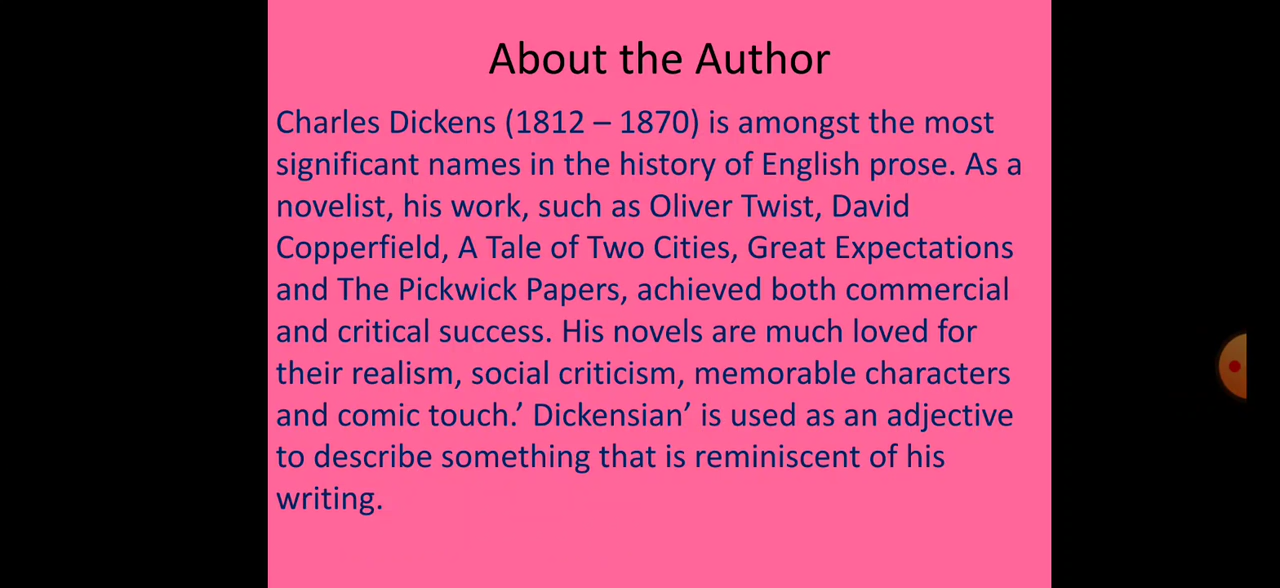 About the Author
Charles Dickens (1812 – 1870) is amongst the most
significant names in the history of English prose. As a
novelist, his work, such as Oliver Twist, David
Copperfield, A Tale of Two Cities, Great Expectations
and The Pickwick Papers, achieved both commercial
and critical success. His novels are much loved for
their realism, social criticism, memorable characters
and comic touch.’ Dickensian’ is used as an adjective
to describe something that is reminiscent of his
writing.